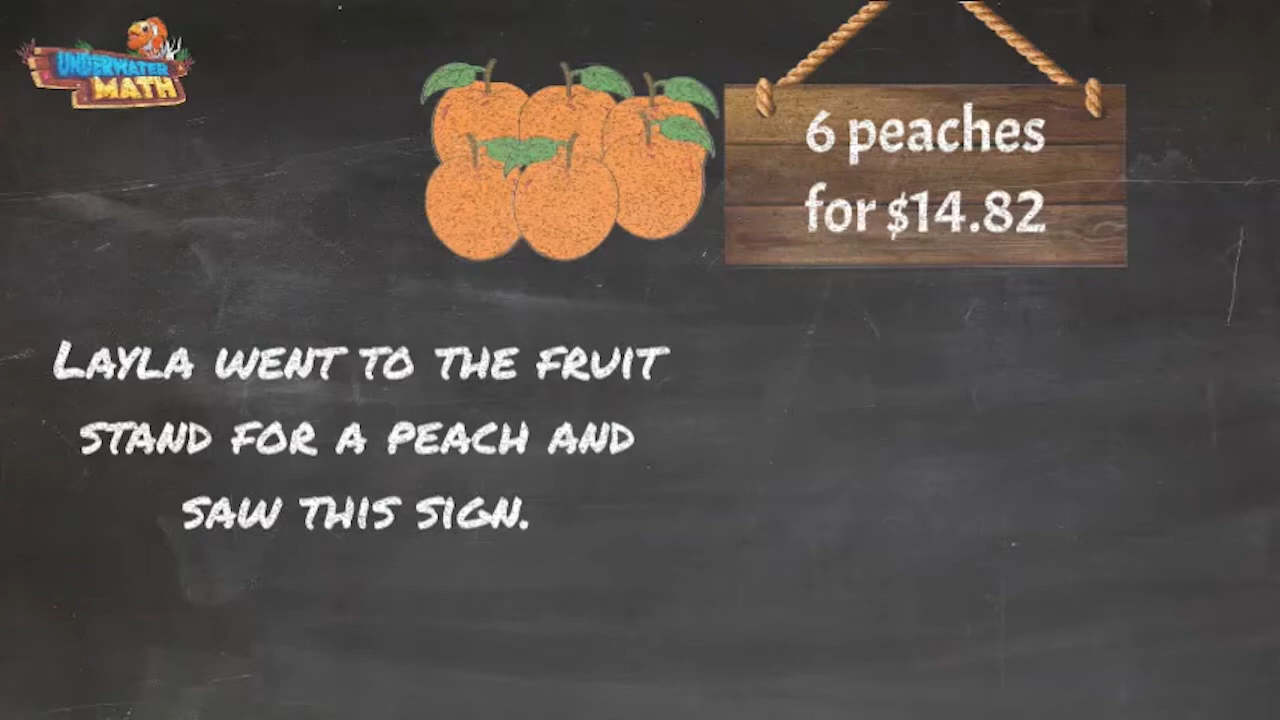 UNDERWATER
MATH
6 peaches
for $14.82
LAYLA WENT TO THE FRUIT
STAND FOR A PEACH AND
SAW THIS SIGN.